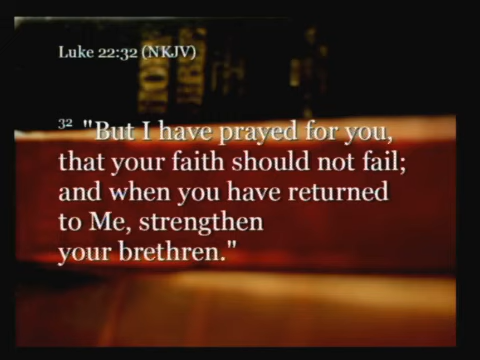 Luke 22:32 (NKJV)
32 "But I have prayed for you,
that your faith should not fail;
and when you have returned
to Me, strengthen
your brethren."